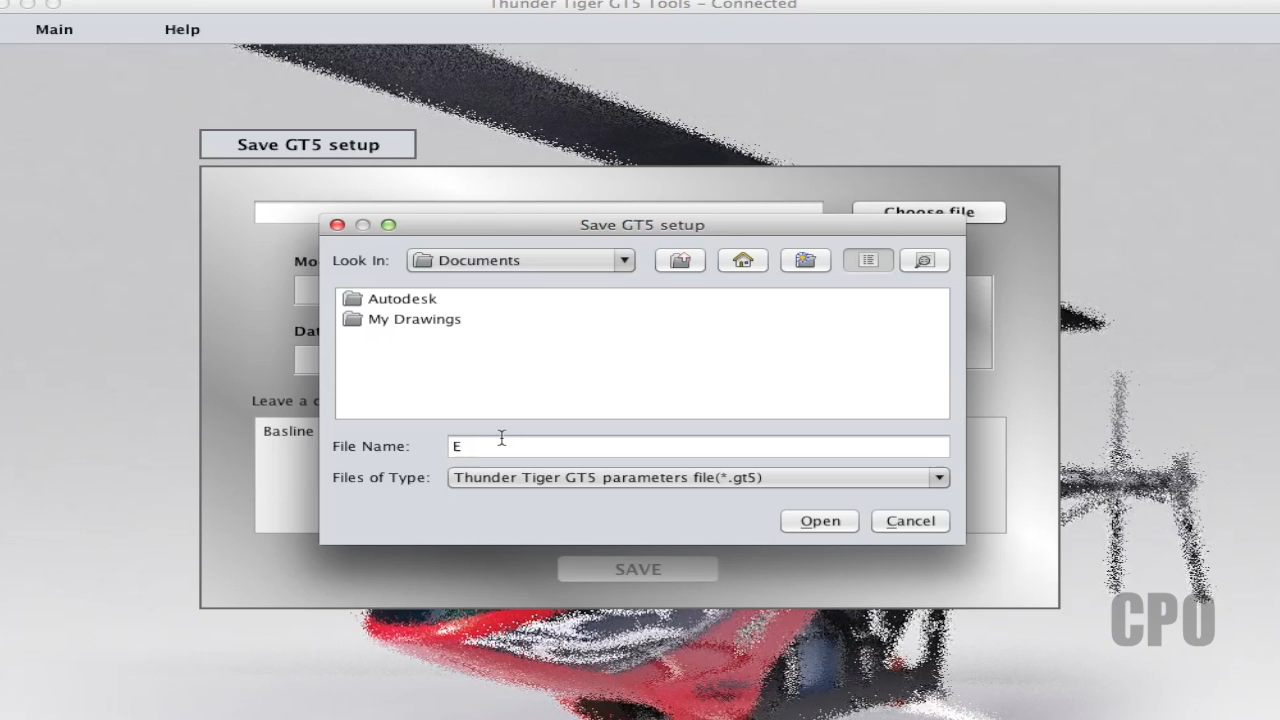 Thunder Tiger GT5 Tools – Connected
Main Help
Save GT5 setup
Choose file
Save GT5 setup
Look In: Documents
Autodesk
My Drawings
Leave a c
Basline
File Name: E
Files of Type: Thunder Tiger GT5 parameters file(*.gt5)
Open Cancel
SAVE
CPO